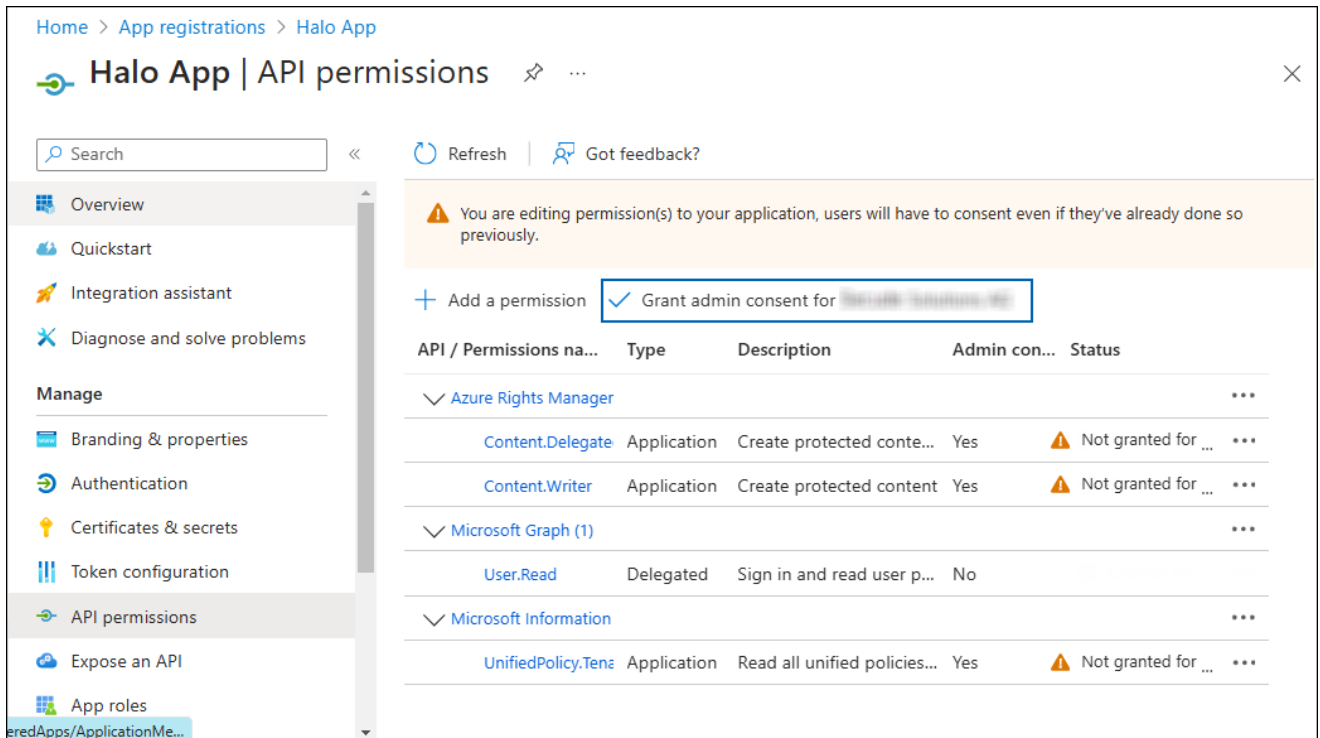 Home > App registrations > Halo App
Halo App | API permissions
Search
Refresh
Got feedback?
Overview
Quickstart
Integration assistant
Diagnose and solve problems
Manage
Branding & properties
Authentication
Certificates & secrets
Token configuration
API permissions
Expose an API
App roles
eredApps/ApplicationMe...
You are editing permission(s) to your application, users will have to consent even if they've already done so
previously.
Add a permission
Grant admin consent for
API / Permissions na... Type Description Admin con... Status
Azure Rights Manager
Content.Delegate Application Create protected conte... Yes Not granted for ...
Content.Writer Application Create protected content Yes Not granted for ...
Microsoft Graph (1)
User.Read Delegated Sign in and read user p... No
Microsoft Information
UnifiedPolicy.Tena Application Read all unified policies... Yes Not granted for ...